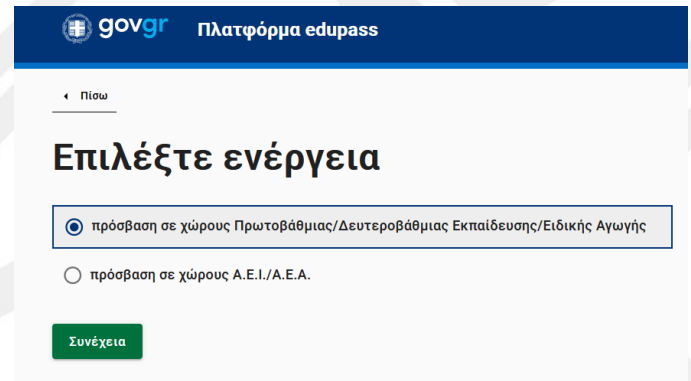 govgr Πλατφόρμα edupass
Πίσω
Επιλέξτε ενέργεια
πρόσβαση σε χώρους Πρωτοβάθμιας/Δευτεροβάθμιας Εκπαίδευσης/Ειδικής Αγωγής
πρόσβαση σε χώρους Α.Ε.Ι./Α.Ε.Α.
Συνέχεια